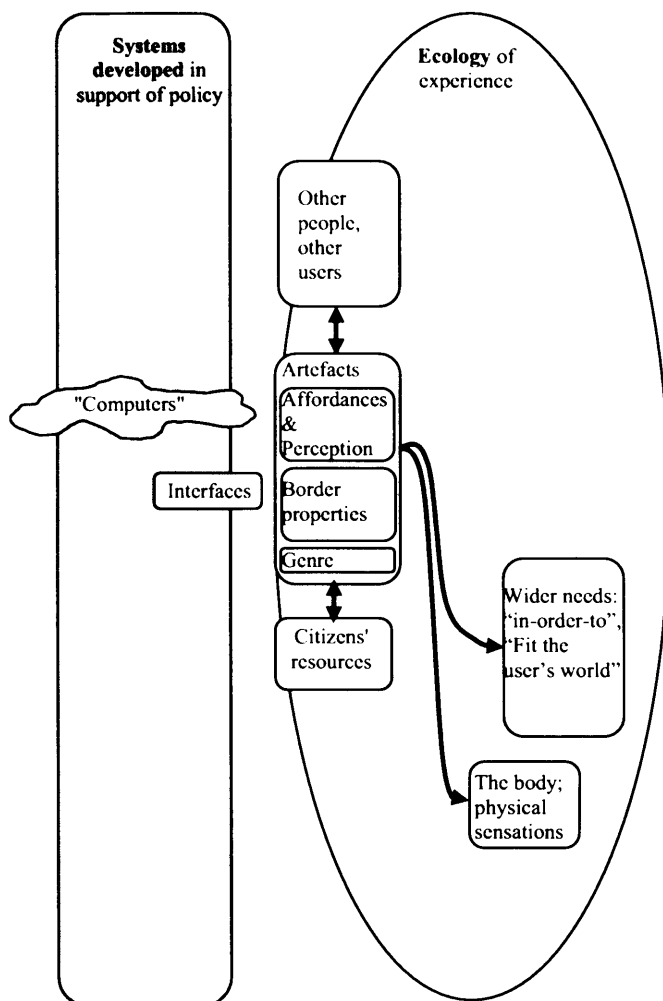 Systems
developed in
support of policy
Ecology of
experience
Other
people,
other
users
Artefacts
"Computers"
Affordances
&
Perception
Interfaces
Border
properties
Genre
Citizens'
resources
Wider needs:
“in-order-to”,
“Fit the
user's world”
The body;
physical
sensations